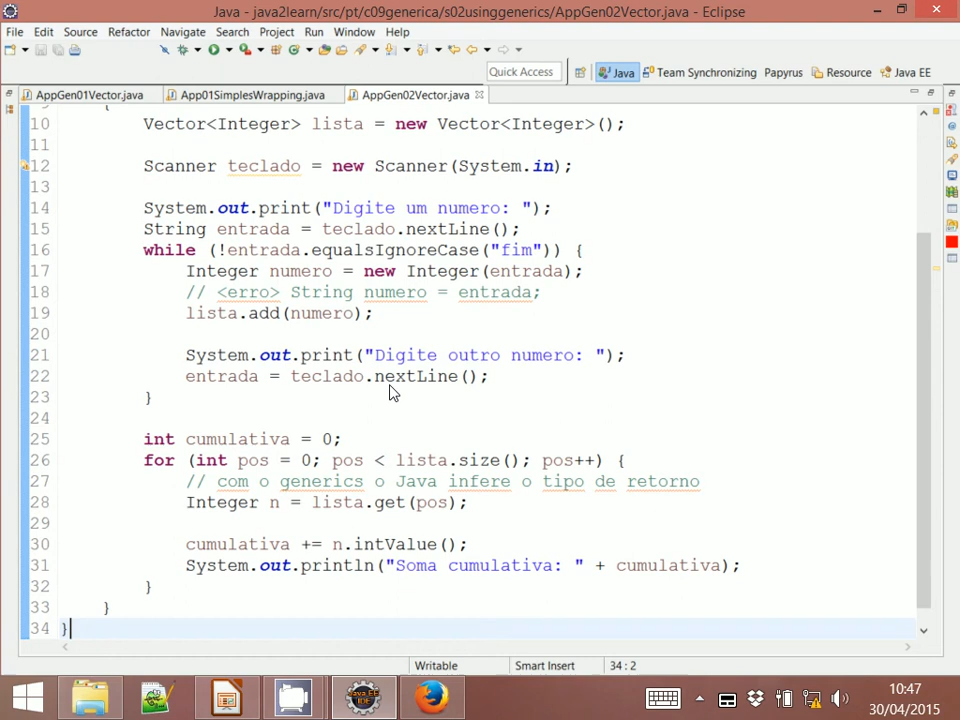 Java - java2learn/src/pt/c09generica/s02usinggenerics/AppGen02Vector.java - Eclipse
File Edit Source Refactor Navigate Search Project Run Window Help
Quick Access Java Team Synchronizing Papyrus Resource Java EE
AppGen01Vector.java App01SimplesWrapping.java AppGen02Vector.java
10 Vector<Integer> lista = new Vector<Integer>();
11
12 Scanner teclado = new Scanner(System.in);
13
14 System.out.print("Digite um numero: ");
15 String entrada = teclado.nextLine();
16 while (!entrada.equalsIgnoreCase("fim")) {
17 Integer numero = new Integer(entrada);
18 // <erro> String numero = entrada;
19 lista.add(numero);
20
21 System.out.print("Digite outro numero: ");
22 entrada = teclado.nextLine();
23 }
24
25 int cumulativa = 0;
26 for (int pos = 0; pos < lista.size(); pos++) {
27 // com o generics o Java infere o tipo de retorno
28 Integer n = lista.get(pos);
29
30 cumulativa += n.intValue();
31 System.out.println("Soma cumulativa: " + cumulativa);
32 }
33 }
34 }
Writable Smart Insert 34 : 2
Java EE
IDE
10:47
30/04/2015